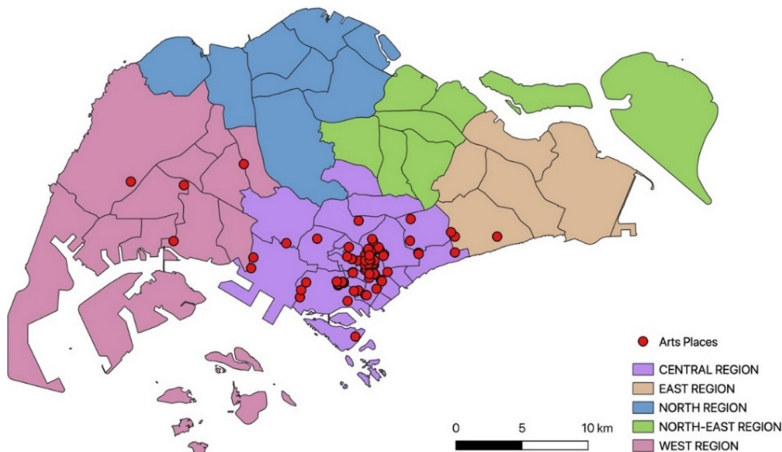 Arts Places
CENTRAL REGION
EAST REGION
NORTH REGION
NORTH-EAST REGION
WEST REGION
0 5 10 km